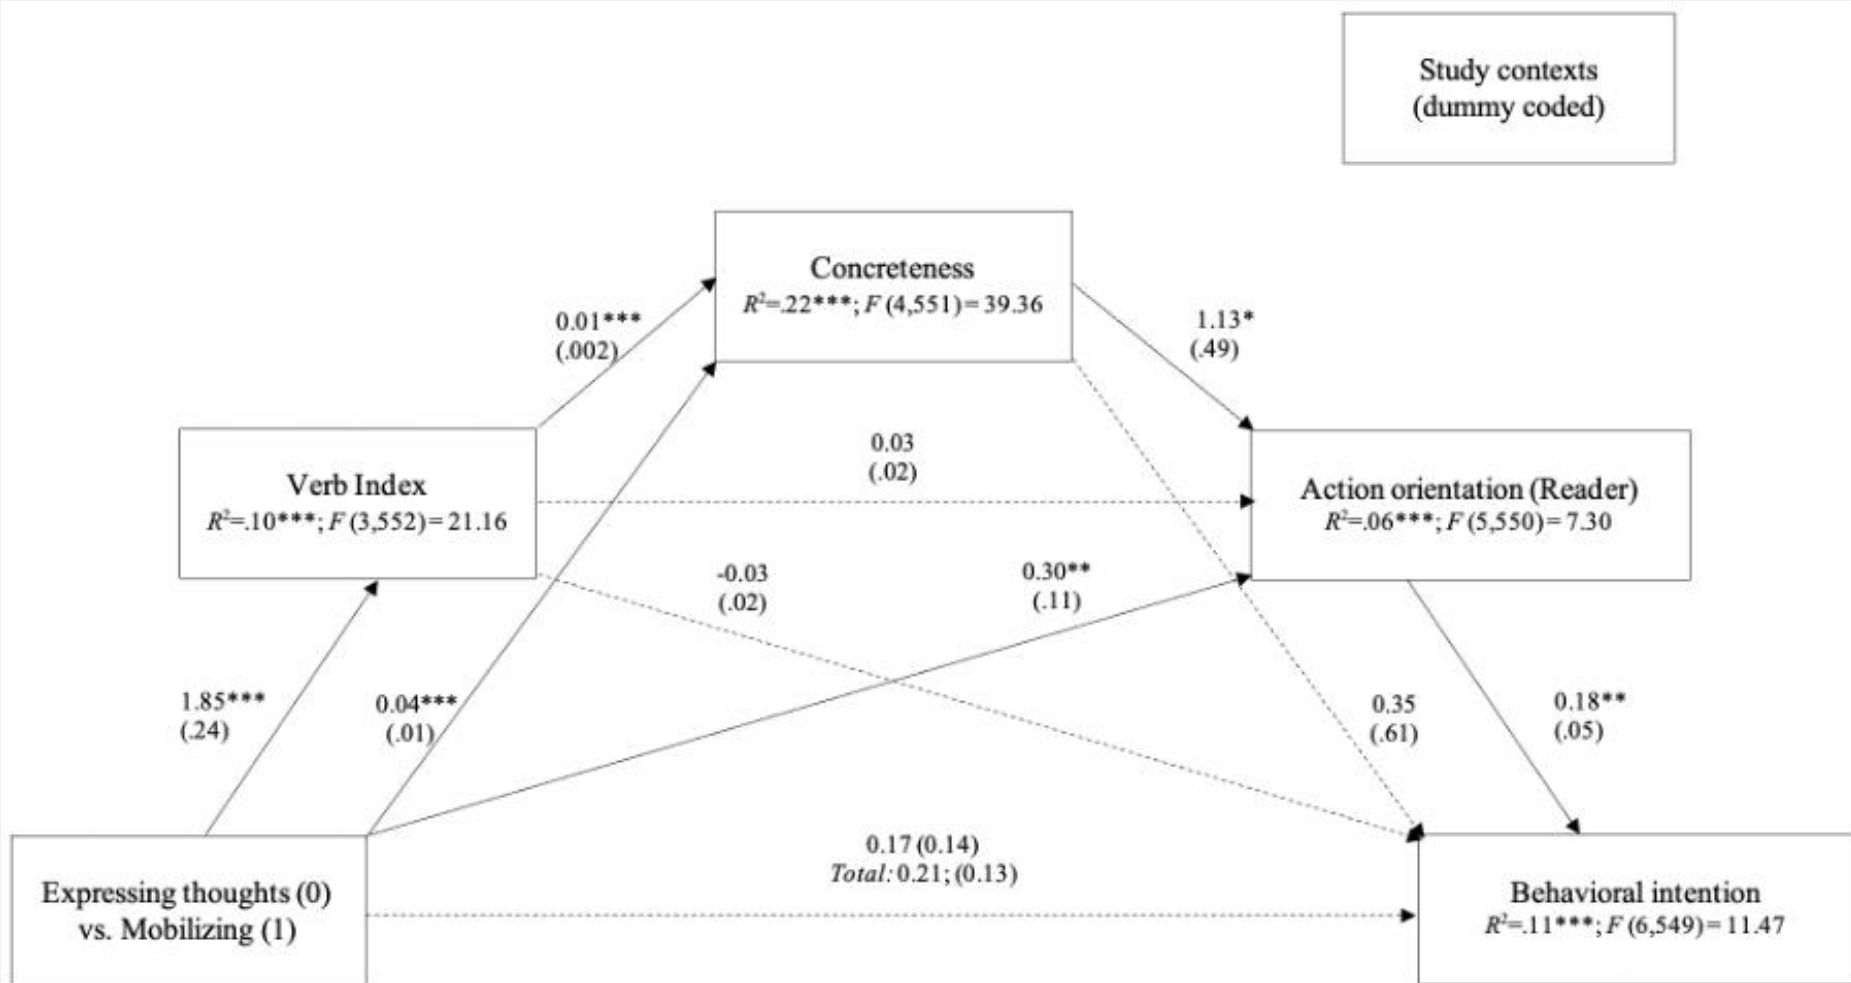 Study contexts
(dummy coded)
Concreteness
R²=.22***; F (4,551) = 39.36
0.01***
(.002)
1.13*
(.49)
0.03
(.02)
Verb Index
R²=.10***; F (3,552) = 21.16
Action orientation (Reader)
R²=.06***; F (5,550) = 7.30
-0.03
(.02)
0.30**
(.11)
1.85***
(.24)
0.04***
(.01)
0.35
(.61)
0.18**
(.05)
0.17 (0.14)
Total: 0.21; (0.13)
Expressing thoughts (0)
vs. Mobilizing (1)
Behavioral intention
R²=.11***; F (6,549) = 11.47